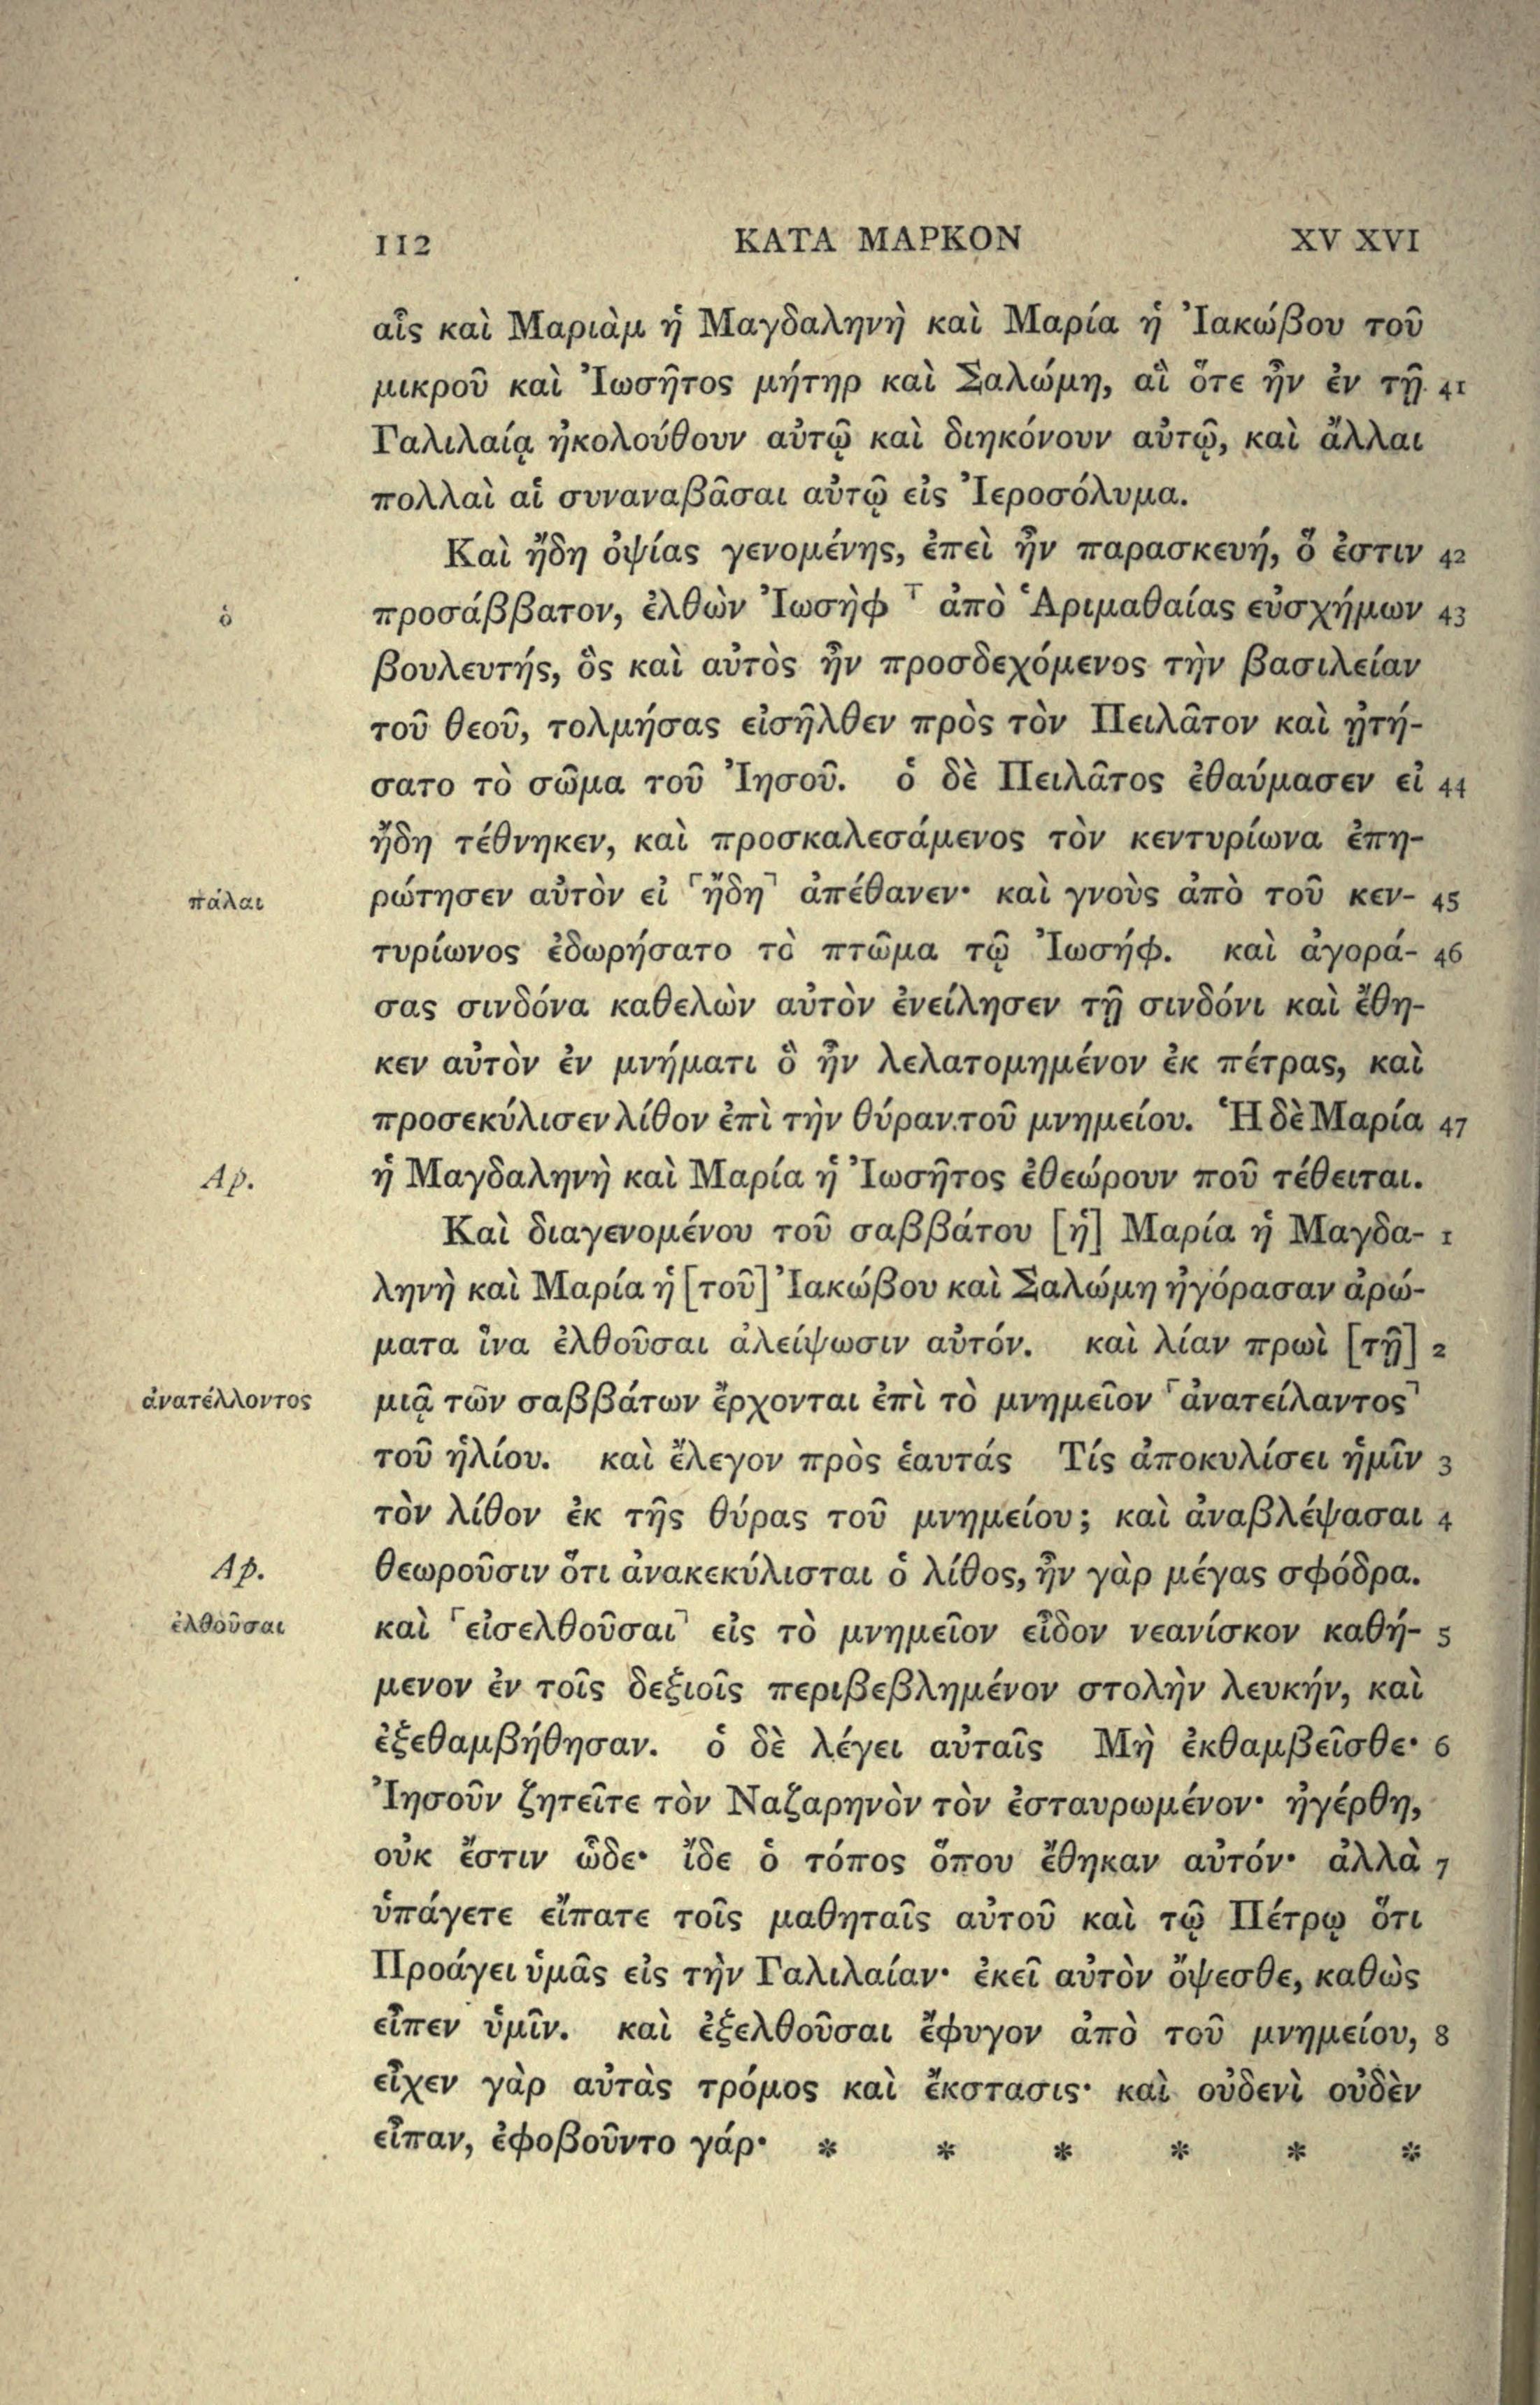 112 ΚΑΤΑ ΜΑΡΚΟΝ XV XVI
αἷς καὶ Μαριὰμ ἡ Μαγδαληνὴ καὶ Μαρία ἡ Ἰακώβου τοῦ
μικροῦ καὶ Ἰωσῆτος μήτηρ καὶ Σαλώμη, αἳ ὅτε ἦν ἐν τῇ 41
Γαλιλαίᾳ ἠκολούθουν αὐτῷ καὶ διηκόνουν αὐτῷ, καὶ ἄλλαι
πολλαὶ αἱ συναναβᾶσαι αὐτῷ εἰς Ἰεροσόλυμα.
Καὶ ἤδη ὀψίας γενομένης, ἐπεὶ ἦν παρασκευή, ὅ ἐστιν 42
ὁ προσάββατον, ἐλθὼν Ἰωσὴφ ⸆ ἀπὸ Ἁριμαθαίας εὐσχήμων 43
βουλευτής, ὃς καὶ αὐτὸς ἦν προσδεχόμενος τὴν βασιλείαν
τοῦ θεοῦ, τολμήσας εἰσῆλθεν πρὸς τὸν Πειλᾶτον καὶ ᾐτή-
σατο τὸ σῶμα τοῦ Ἰησοῦ. ὁ δὲ Πειλᾶτος ἐθαύμασεν εἰ 44
ἤδη τέθνηκεν, καὶ προσκαλεσάμενος τὸν κεντυρίωνα ἐπη-
πάλαι ρώτησεν αὐτὸν εἰ ⸀ἤδη⸣ ἀπέθανεν· καὶ γνοὺς ἀπὸ τοῦ κεν- 45
τυρίωνος ἐδωρήσατο τὸ πτῶμα τῷ Ἰωσήφ. καὶ ἀγορά- 46
σας σινδόνα καθελὼν αὐτὸν ἐνείλησεν τῇ σινδόνι καὶ ἔθη-
κεν αὐτὸν ἐν μνήματι ὃ ἦν λελατομημένον ἐκ πέτρας, καὶ
προσεκύλισεν λίθον ἐπὶ τὴν θύραν τοῦ μνημείου. Ἡ δὲ Μαρία 47
Ap. ἡ Μαγδαληνὴ καὶ Μαρία ἡ Ἰωσῆτος ἐθεώρουν ποῦ τέθειται.
Καὶ διαγενομένου τοῦ σαββάτου [ἡ] Μαρία ἡ Μαγδα- 1
ληνὴ καὶ Μαρία ἡ [τοῦ] Ἰακώβου καὶ Σαλώμη ἠγόρασαν ἀρώ-
ματα ἵνα ἐλθοῦσαι ἀλείψωσιν αὐτόν. καὶ λίαν πρωὶ [τῇ] 2
ἀνατέλλοντος μιᾷ τῶν σαββάτων ἔρχονται ἐπὶ τὸ μνημεῖον ⸀ἀνατείλαντος⸣
τοῦ ἡλίου. καὶ ἔλεγον πρὸς ἑαυτάς Τίς ἀποκυλίσει ἡμῖν 3
τὸν λίθον ἐκ τῆς θύρας τοῦ μνημείου; καὶ ἀναβλέψασαι 4
Ap. θεωροῦσιν ὅτι ἀνακεκύλισται ὁ λίθος, ἦν γὰρ μέγας σφόδρα.
ἐλθοῦσαι καὶ ⸀εἰσελθοῦσαι⸣ εἰς τὸ μνημεῖον εἶδον νεανίσκον καθή- 5
μενον ἐν τοῖς δεξιοῖς περιβεβλημένον στολὴν λευκήν, καὶ
ἐξεθαμβήθησαν. ὁ δὲ λέγει αὐταῖς Μὴ ἐκθαμβεῖσθε· 6
Ἰησοῦν ζητεῖτε τὸν Ναζαρηνὸν τὸν ἐσταυρωμένον· ἠγέρθη,
οὐκ ἔστιν ὧδε· ἴδε ὁ τόπος ὅπου ἔθηκαν αὐτόν· ἀλλὰ 7
ὑπάγετε εἴπατε τοῖς μαθηταῖς αὐτοῦ καὶ τῷ Πέτρῳ ὅτι
Προάγει ὑμᾶς εἰς τὴν Γαλιλαίαν· ἐκεῖ αὐτὸν ὄψεσθε, καθὼς
εἶπεν ὑμῖν. καὶ ἐξελθοῦσαι ἔφυγον ἀπὸ τοῦ μνημείου, 8
εἶχεν γὰρ αὐτὰς τρόμος καὶ ἔκστασις· καὶ οὐδενὶ οὐδὲν
εἶπαν, ἐφοβοῦντο γάρ· * * * * * *